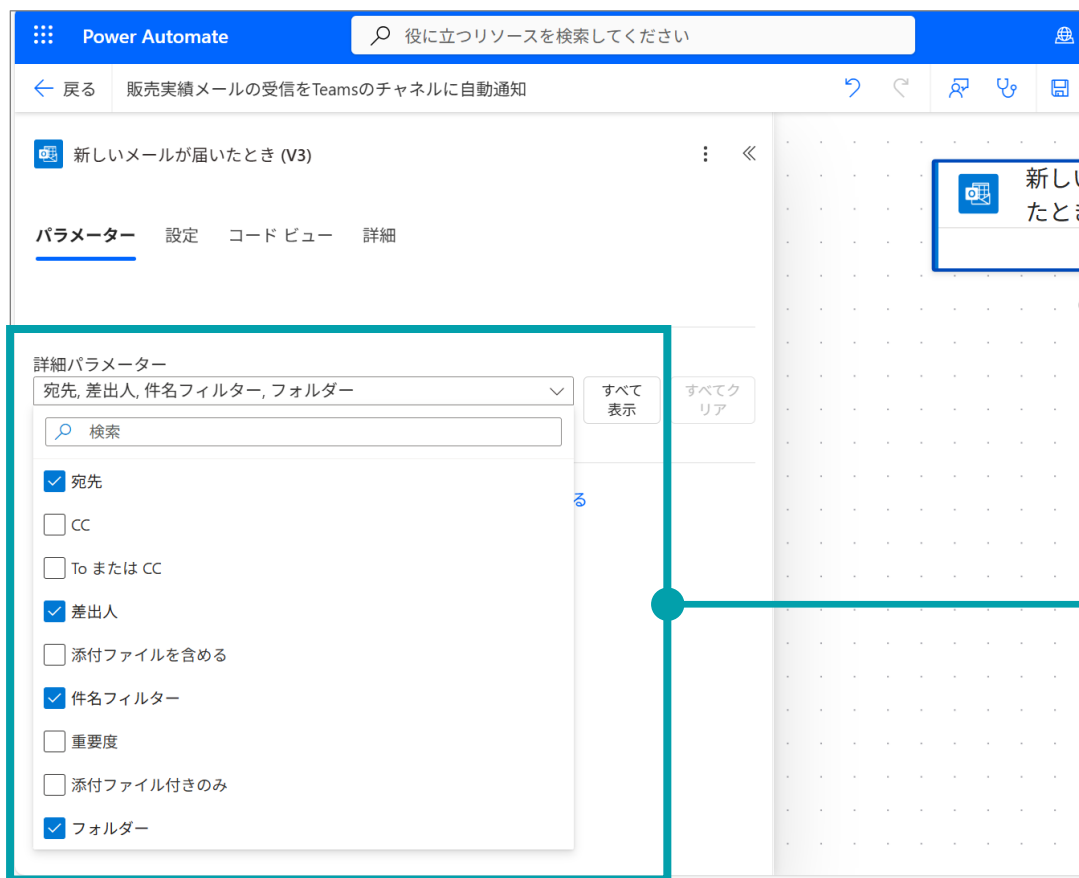 Power Automate
役に立つリソースを検索してください
戻る
販売実績メールの受信をTeamsのチャネルに自動通知
新しいメールが届いたとき (V3)
パラメーター
設定
コード ビュー
詳細
新しい
たとき
詳細パラメーター
宛先, 差出人, 件名フィルター, フォルダー
すべて
表示
すべてク
リア
検索
宛先
る
CC
To または CC
差出人
添付ファイルを含める
件名フィルター
重要度
添付ファイル付きのみ
フォルダー